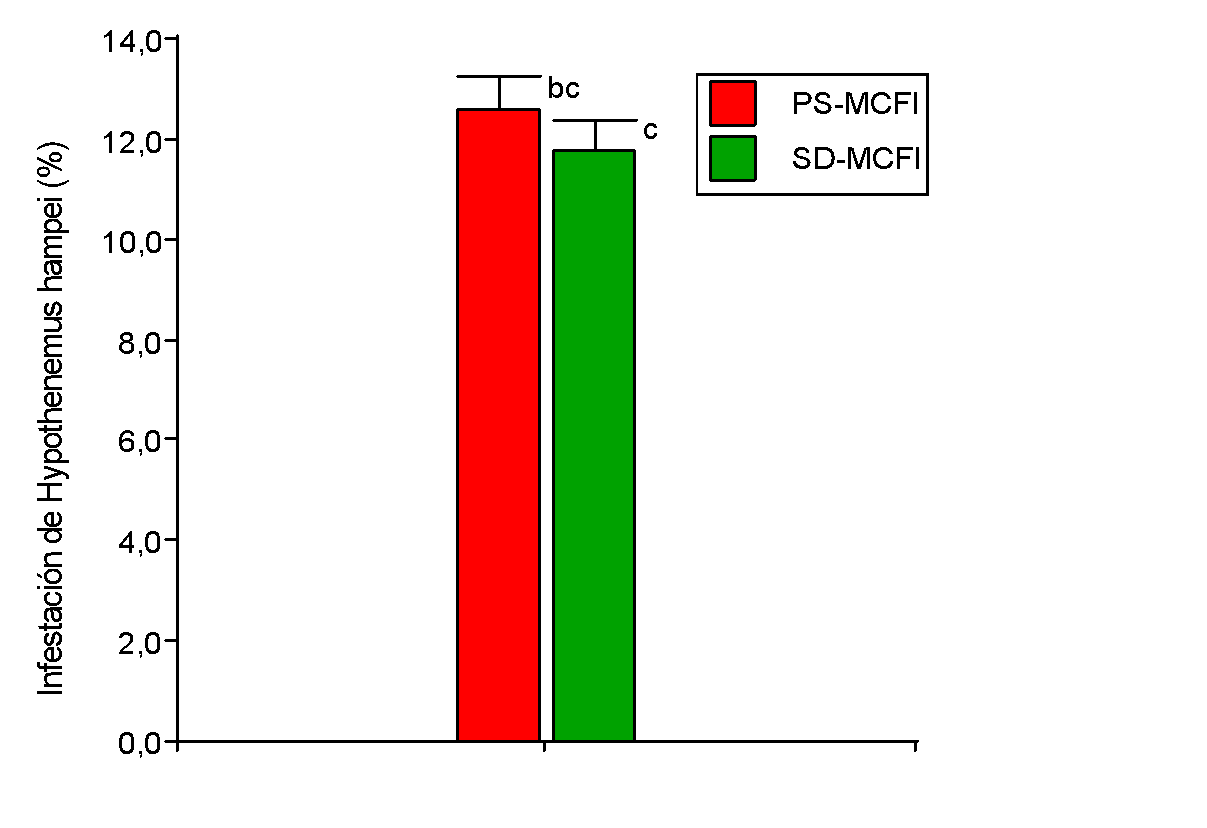 14,0
12,0
10,0
8,0
6,0
4,0
2,0
0,0
Infestación de Hypothenemus hampei (%)
bc
c
PS-MCFI
SD-MCFI